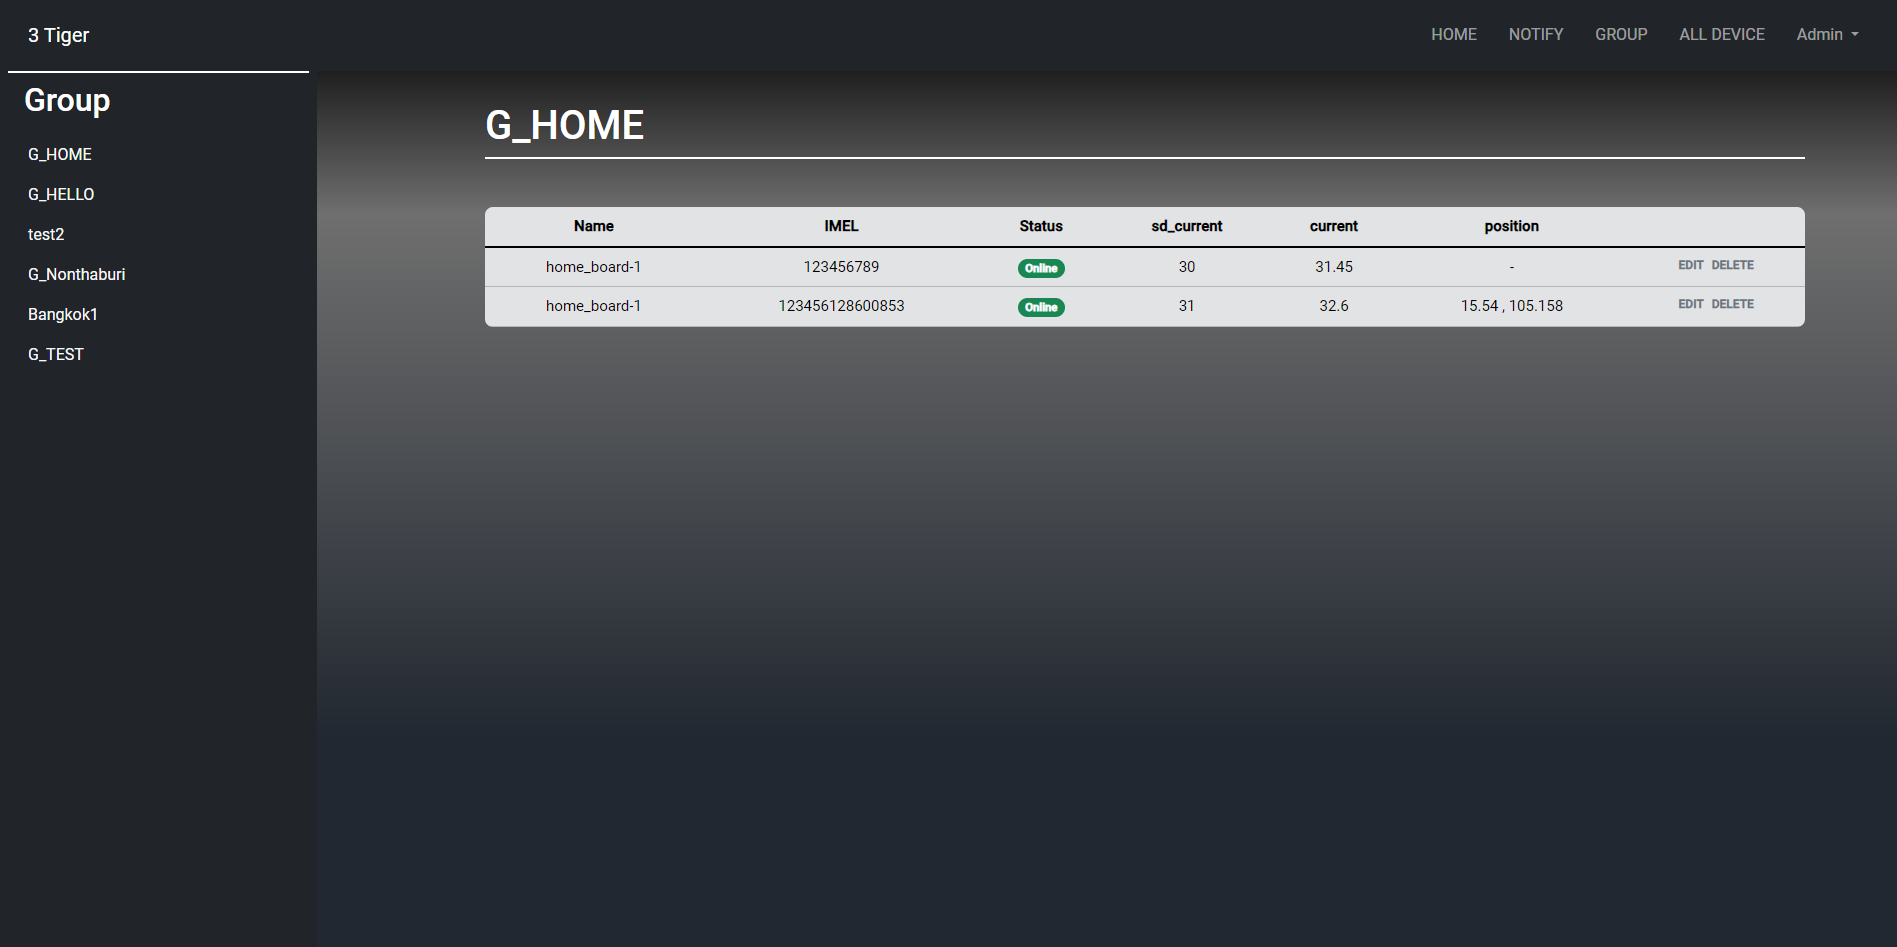 3 Tiger
HOME NOTIFY GROUP ALL DEVICE Admin
Group
G_HOME
G_HELLO
test2
G_Nonthaburi
Bangkok1
G_TEST
G_HOME
Name IMEL Status sd_current current position
home_board-1 123456789 Online 30 31.45 - EDIT DELETE
home_board-1 123456128600853 Online 31 32.6 15.54 , 105.158 EDIT DELETE